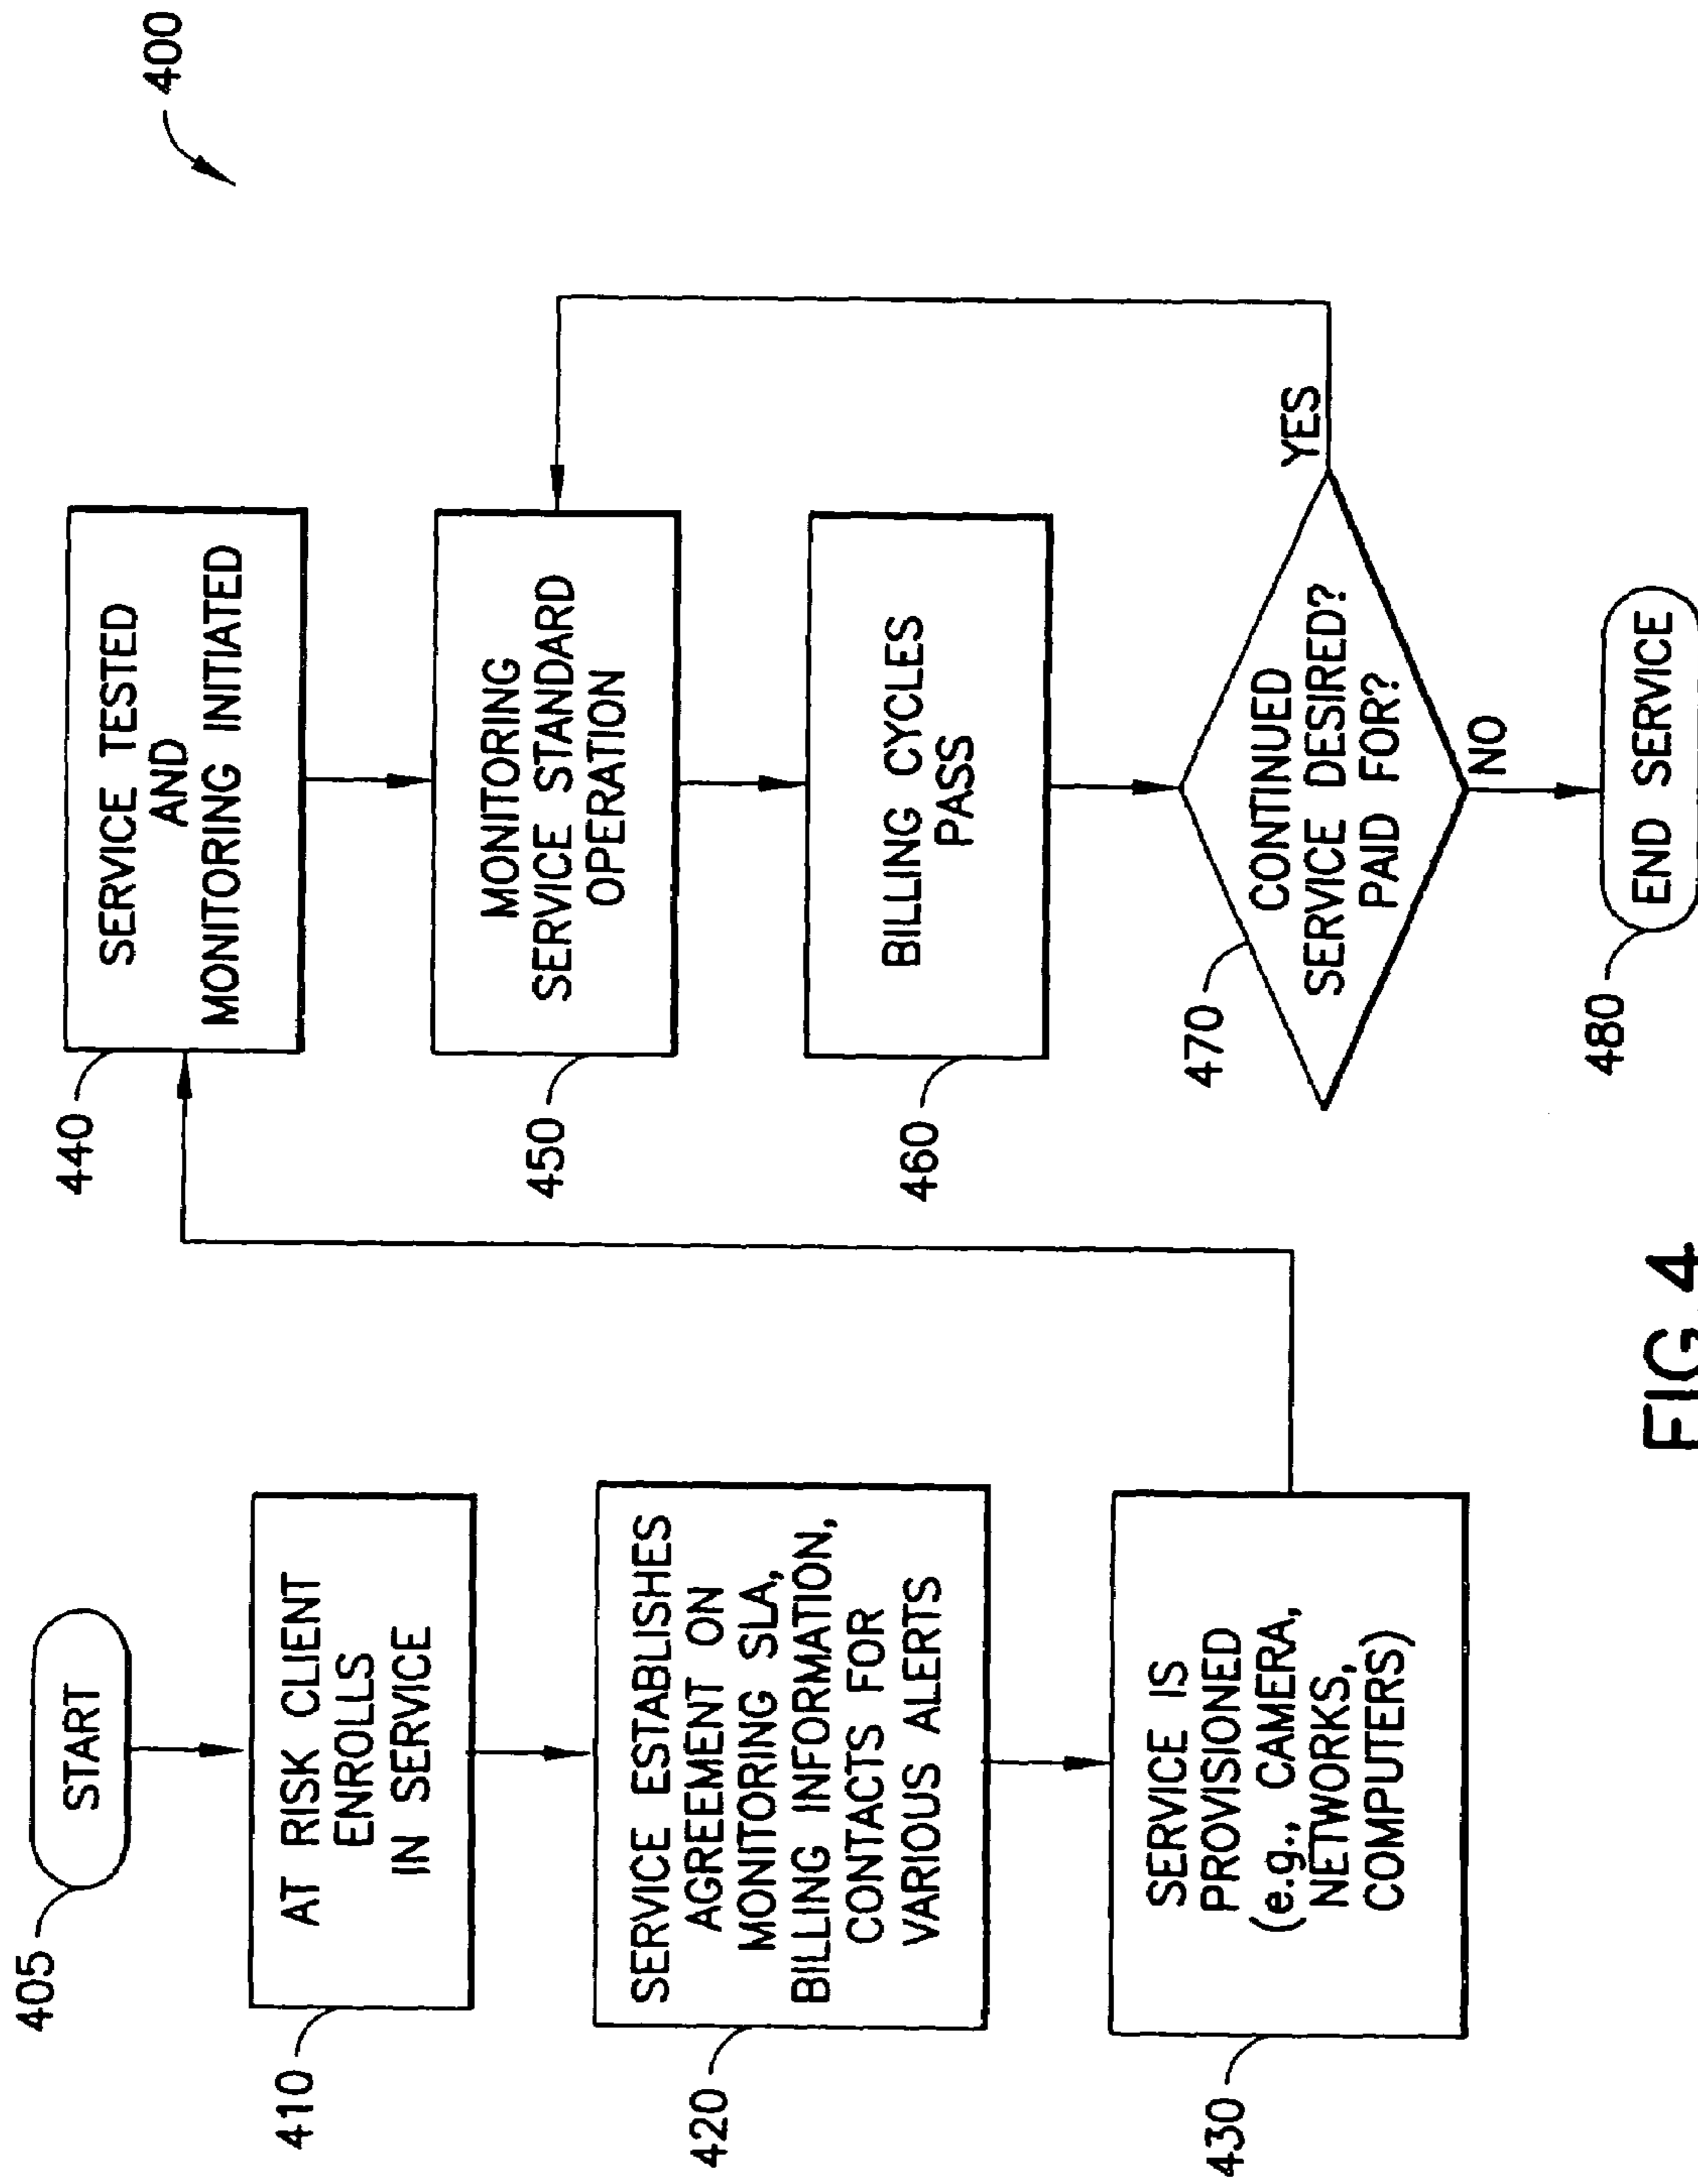 400
405
START
410
AT RISK CLIENT
ENROLLS
IN SERVICE
420
SERVICE ESTABLISHES
AGREEMENT ON
MONITORING SLA,
BILLING INFORMATION,
CONTACTS FOR
VARIOUS ALERTS
430
SERVICE IS
PROVISIONED
(e.g., CAMERA,
NETWORKS,
COMPUTERS)
440
SERVICE TESTED
AND
MONITORING INITIATED
450
MONITORING
SERVICE STANDARD
OPERATION
460
BILLING CYCLES
PASS
470
CONTINUED
SERVICE DESIRED?
PAID FOR?
YES
NO
480
END SERVICE
FIG.4